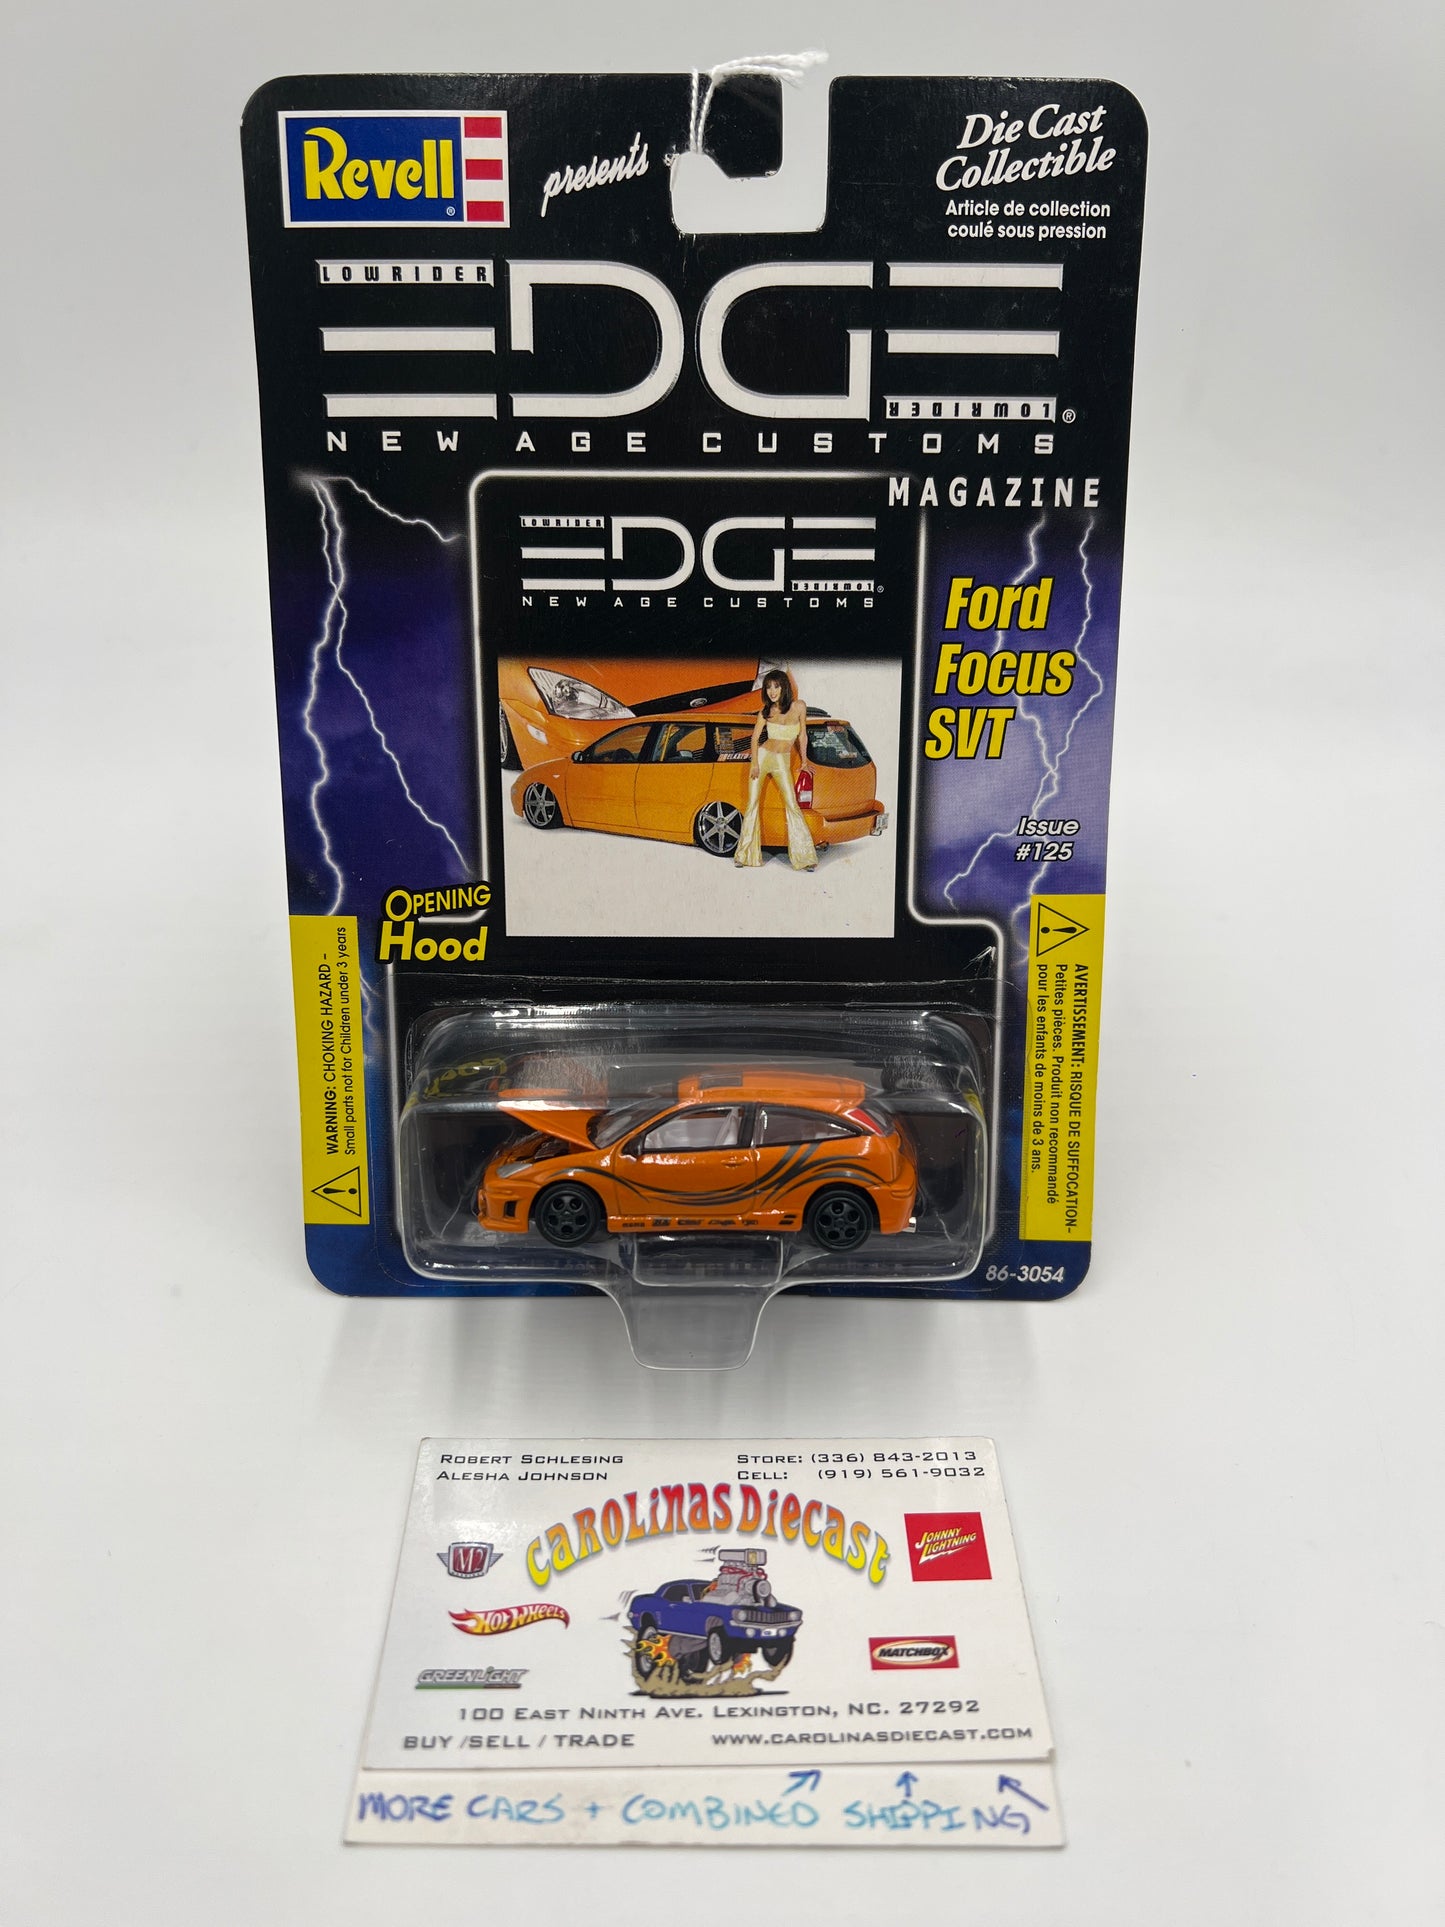 Revell®
presents
Die Cast
Collectible
Article de collection
coulé sous pression
LOWRIDER
EDGE
LOWRIDER®
NEW AGE CUSTOMS
MAGAZINE
LOWRIDER
EDGE
LOWRIDER®
NEW AGE CUSTOMS
Ford
Focus
SVT
Issue
#125
OPENING
Hood
WARNING: CHOKING HAZARD –
Small parts not for Children under 3 years
AVERTISSEMENT: RISQUE DE SUFFOCATION–
Petites pièces. Produit non recommandé
pour les enfants de moins de 3 ans.
86-3054
ROBERT SCHLESING
ALESHA JOHNSON
STORE: (336) 843-2013
CELL: (919) 561-9032
CAROLINAS DIECAST
M2
JOHNNY LIGHTNING
HOT WHEELS
MATCHBOX
GREENLIGHT
100 EAST NINTH AVE. LEXINGTON, NC. 27292
BUY /SELL / TRADE
WWW.CAROLINASDIECAST.COM
MORE CARS + COMBINED SHIPPING